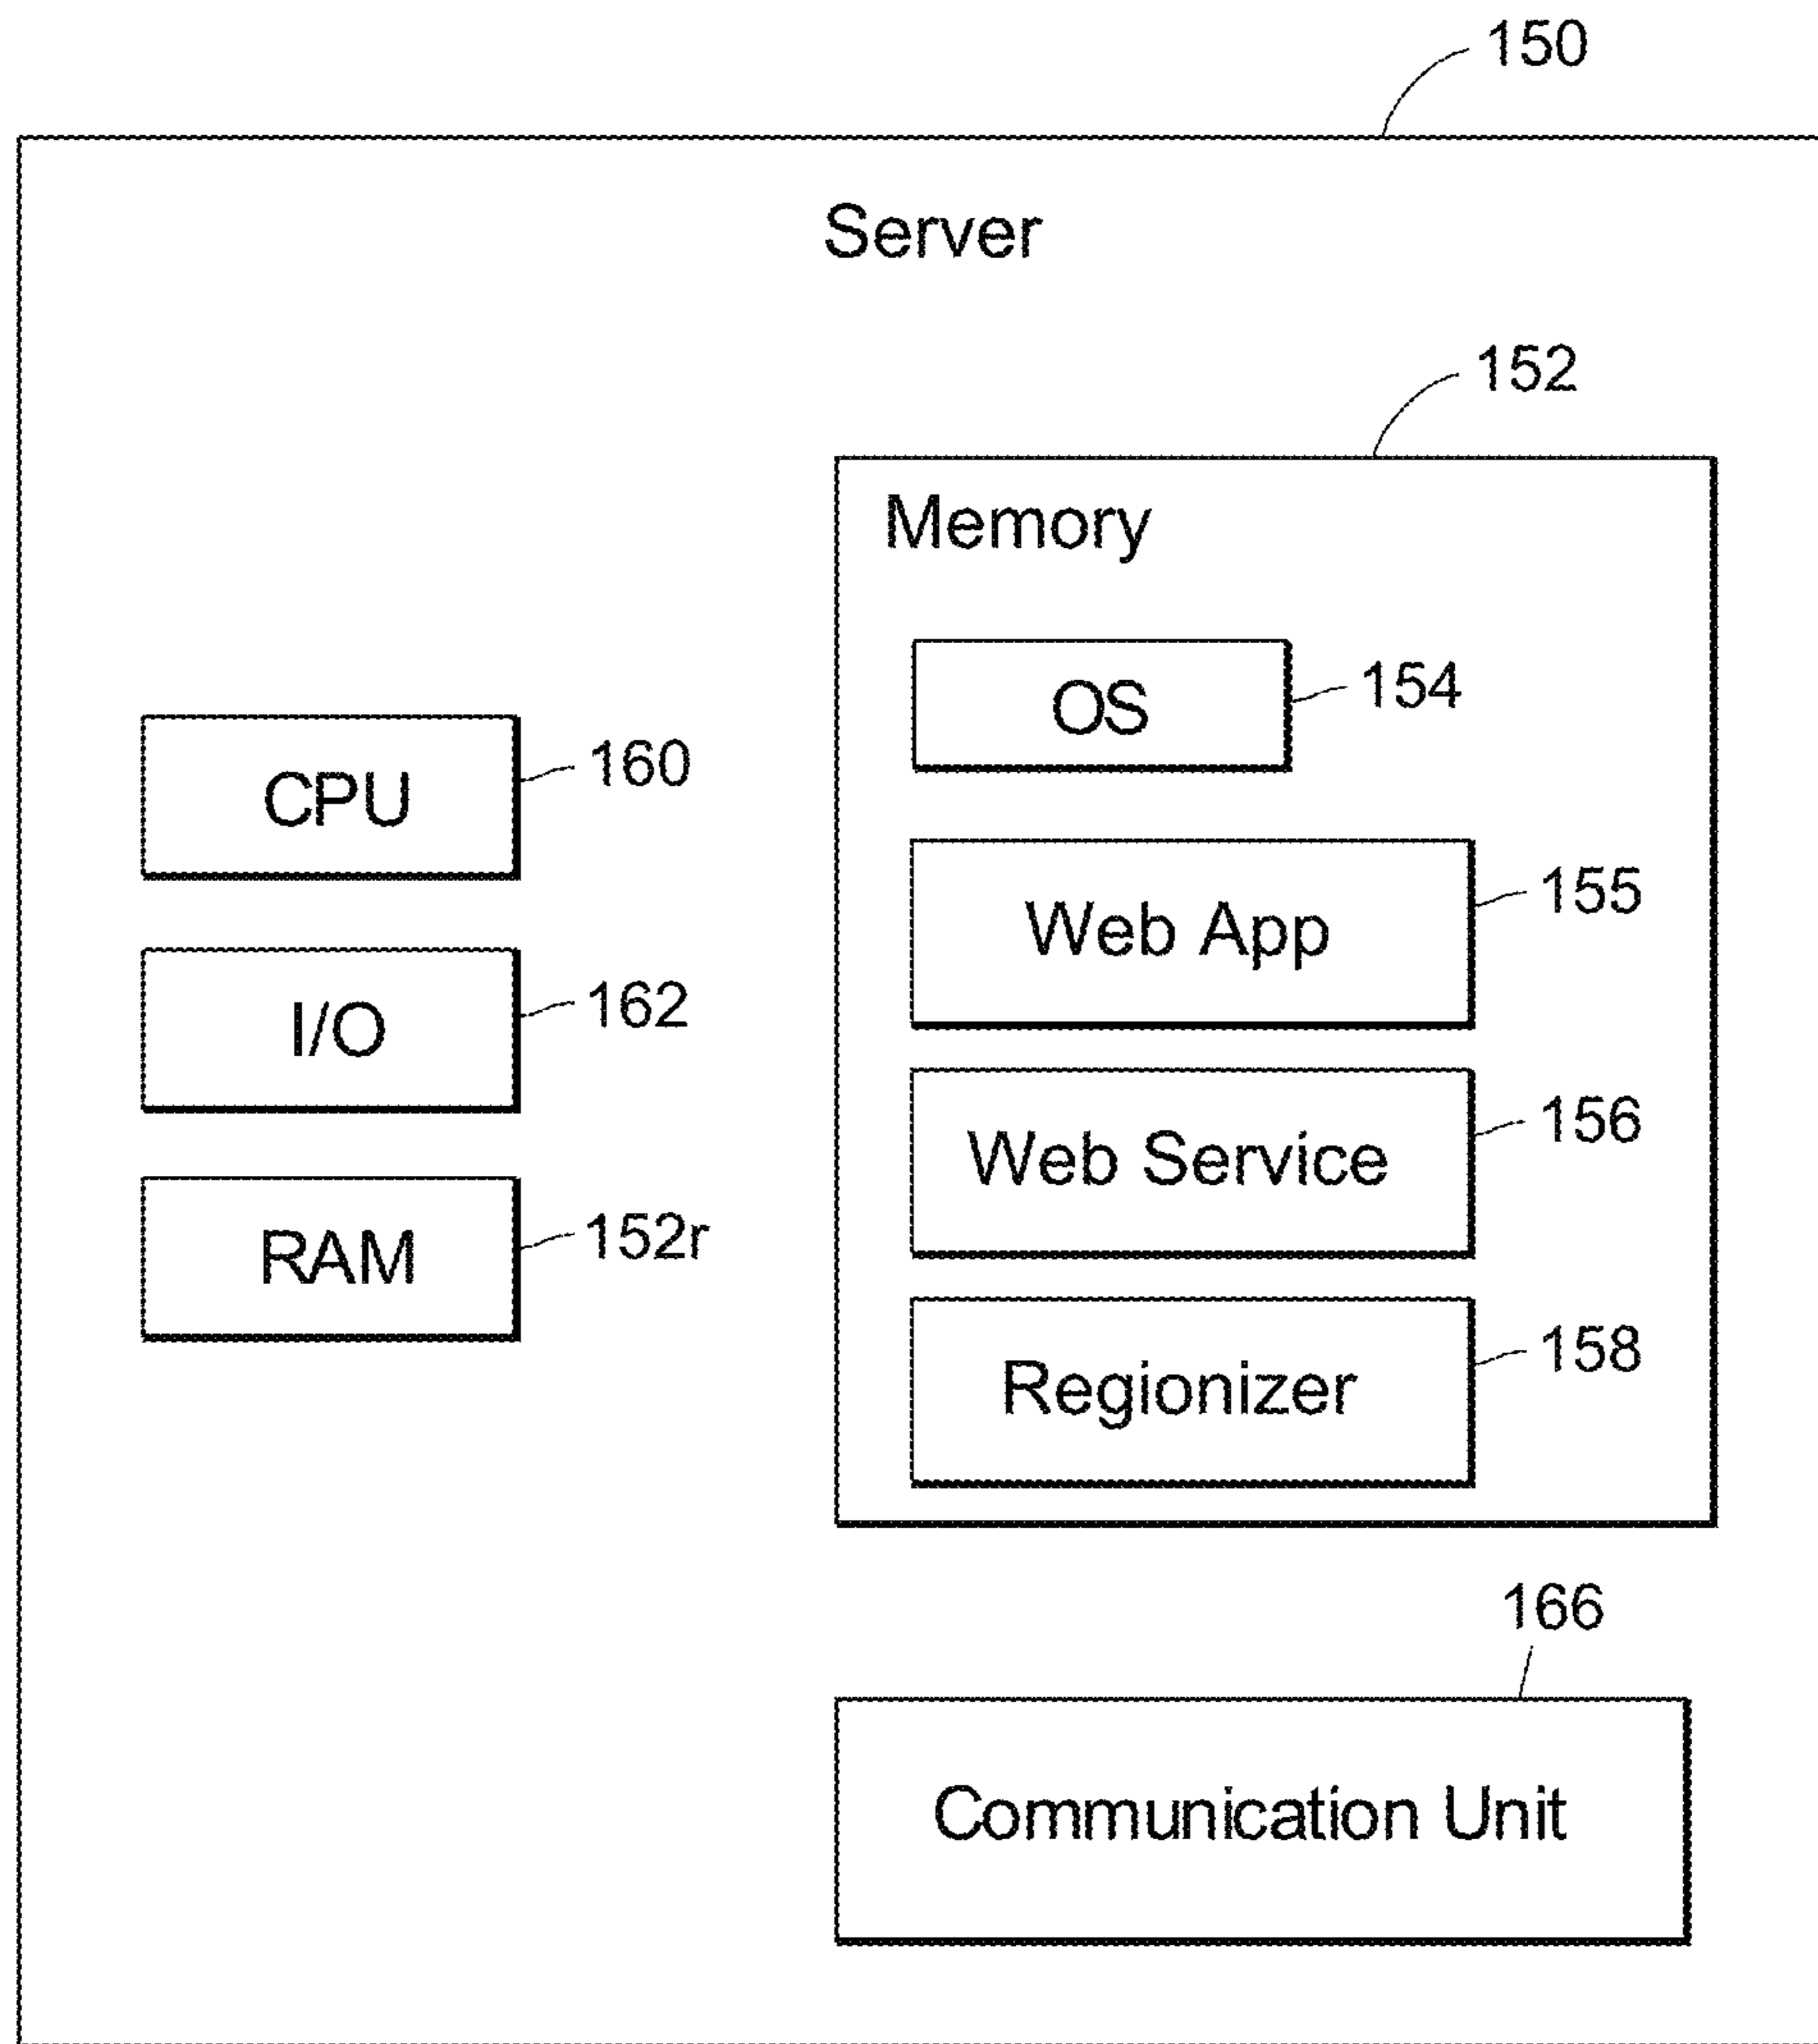 150
Server
152
Memory
OS
154
CPU
160
Web App
155
I/O
162
Web Service
156
RAM
152r
Regionizer
158
166
Communication Unit